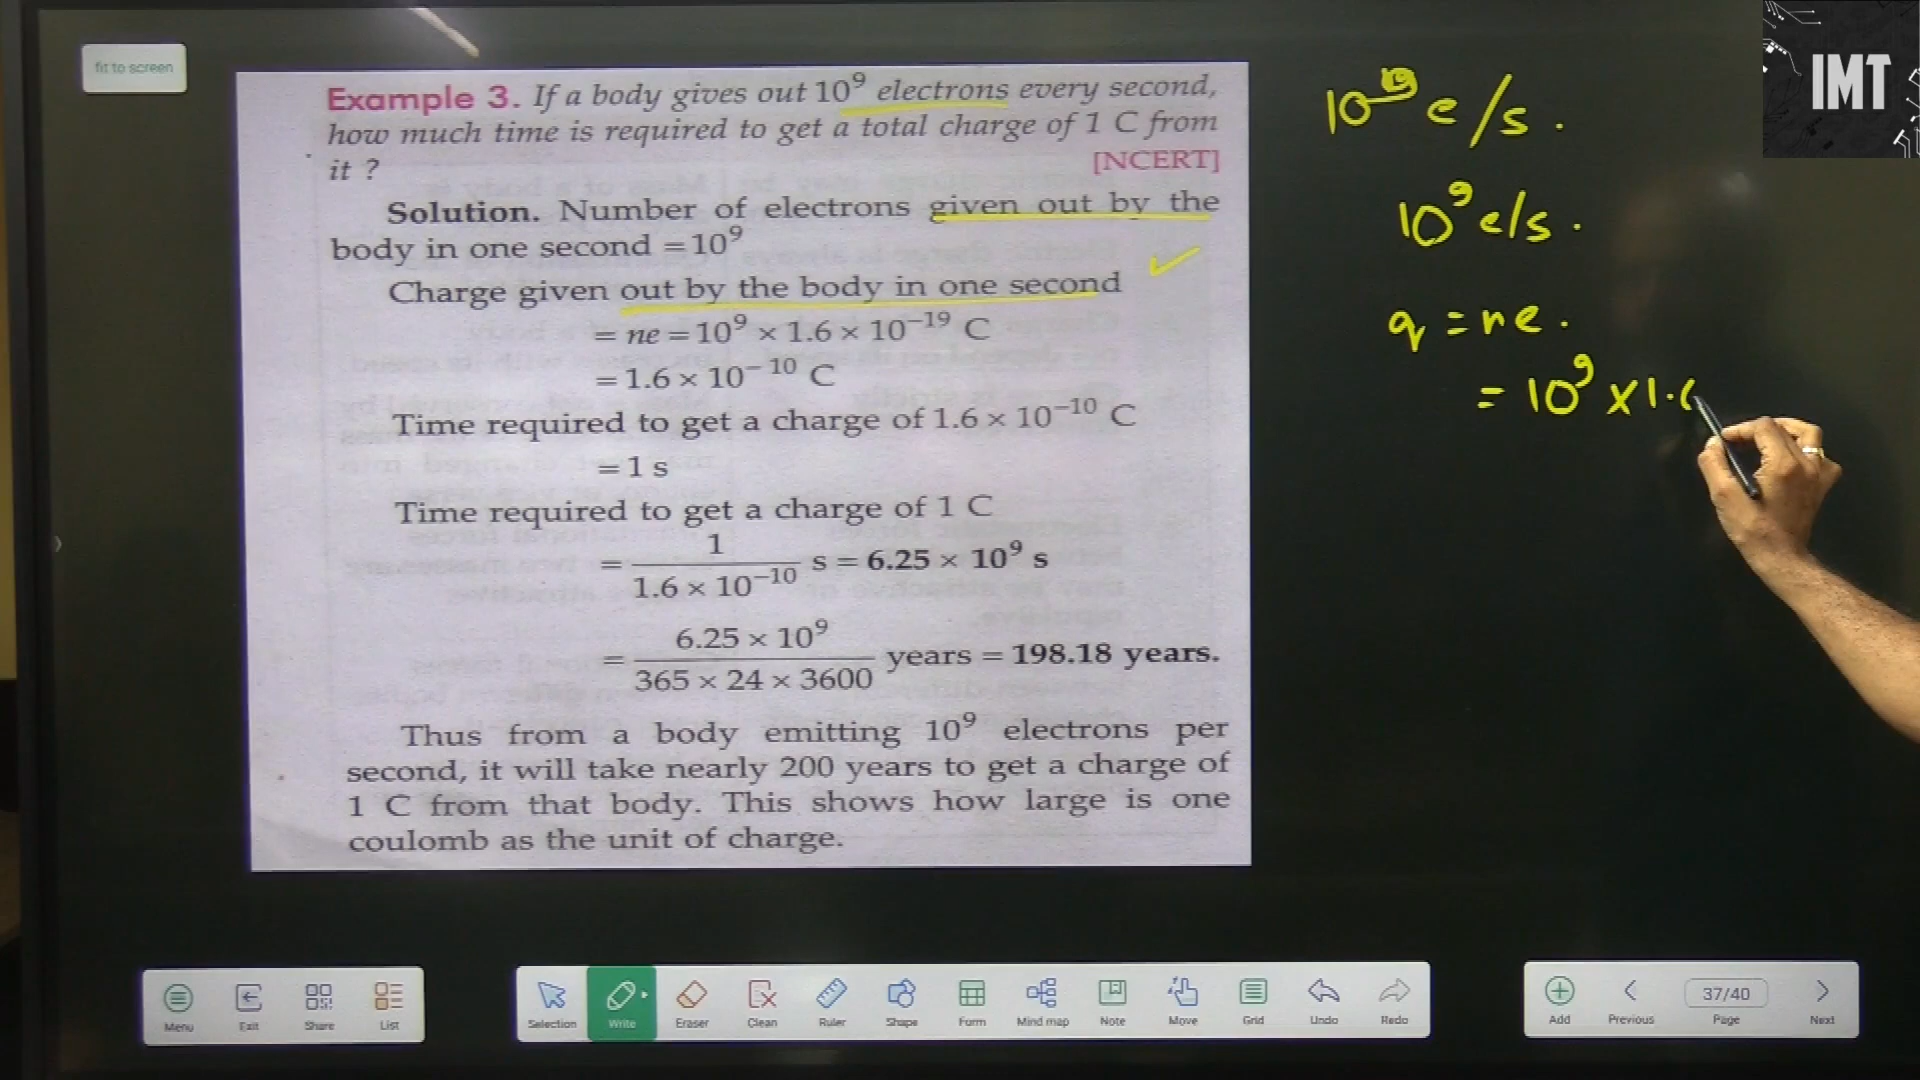 fit to screen
IMT
Example 3. If a body gives out 10⁹ electrons every second,
how much time is required to get a total charge of 1 C from
it ? [NCERT]
Solution. Number of electrons given out by the
body in one second = 10⁹
Charge given out by the body in one second
= ne = 10⁹ × 1.6 × 10⁻¹⁹ C
= 1.6 × 10⁻¹⁰ C
Time required to get a charge of 1.6 × 10⁻¹⁰ C
= 1 s
Time required to get a charge of 1 C
= 1 / 1.6 × 10⁻¹⁰ s = 6.25 × 10⁹ s
= 6.25 × 10⁹ / 365 × 24 × 3600 years = 198.18 years.
Thus from a body emitting 10⁹ electrons per
second, it will take nearly 200 years to get a charge of
1 C from that body. This shows how large is one
coulomb as the unit of charge.
10 e/s.
10⁹ e/s.
q = ne.
= 10⁹ × 1.
Menu Exit Share List
Selection Write Eraser Clean Ruler Shape Form Mind map Note Move Grid Undo Redo
Add Previous 37/40 Page Next